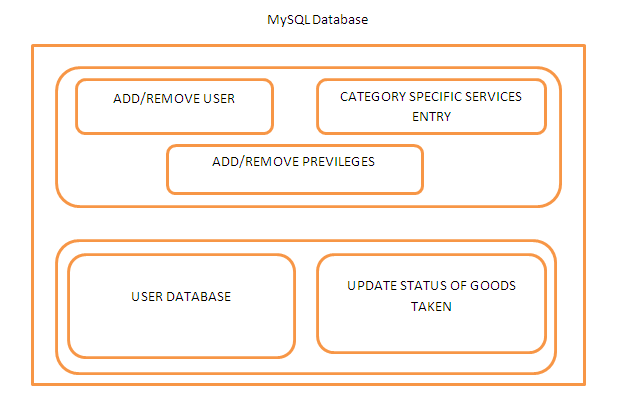 MySQL Database
ADD/REMOVE USER
CATEGORY SPECIFIC SERVICES
ENTRY
ADD/REMOVE PREVILEGES
USER DATABASE
UPDATE STATUS OF GOODS
TAKEN